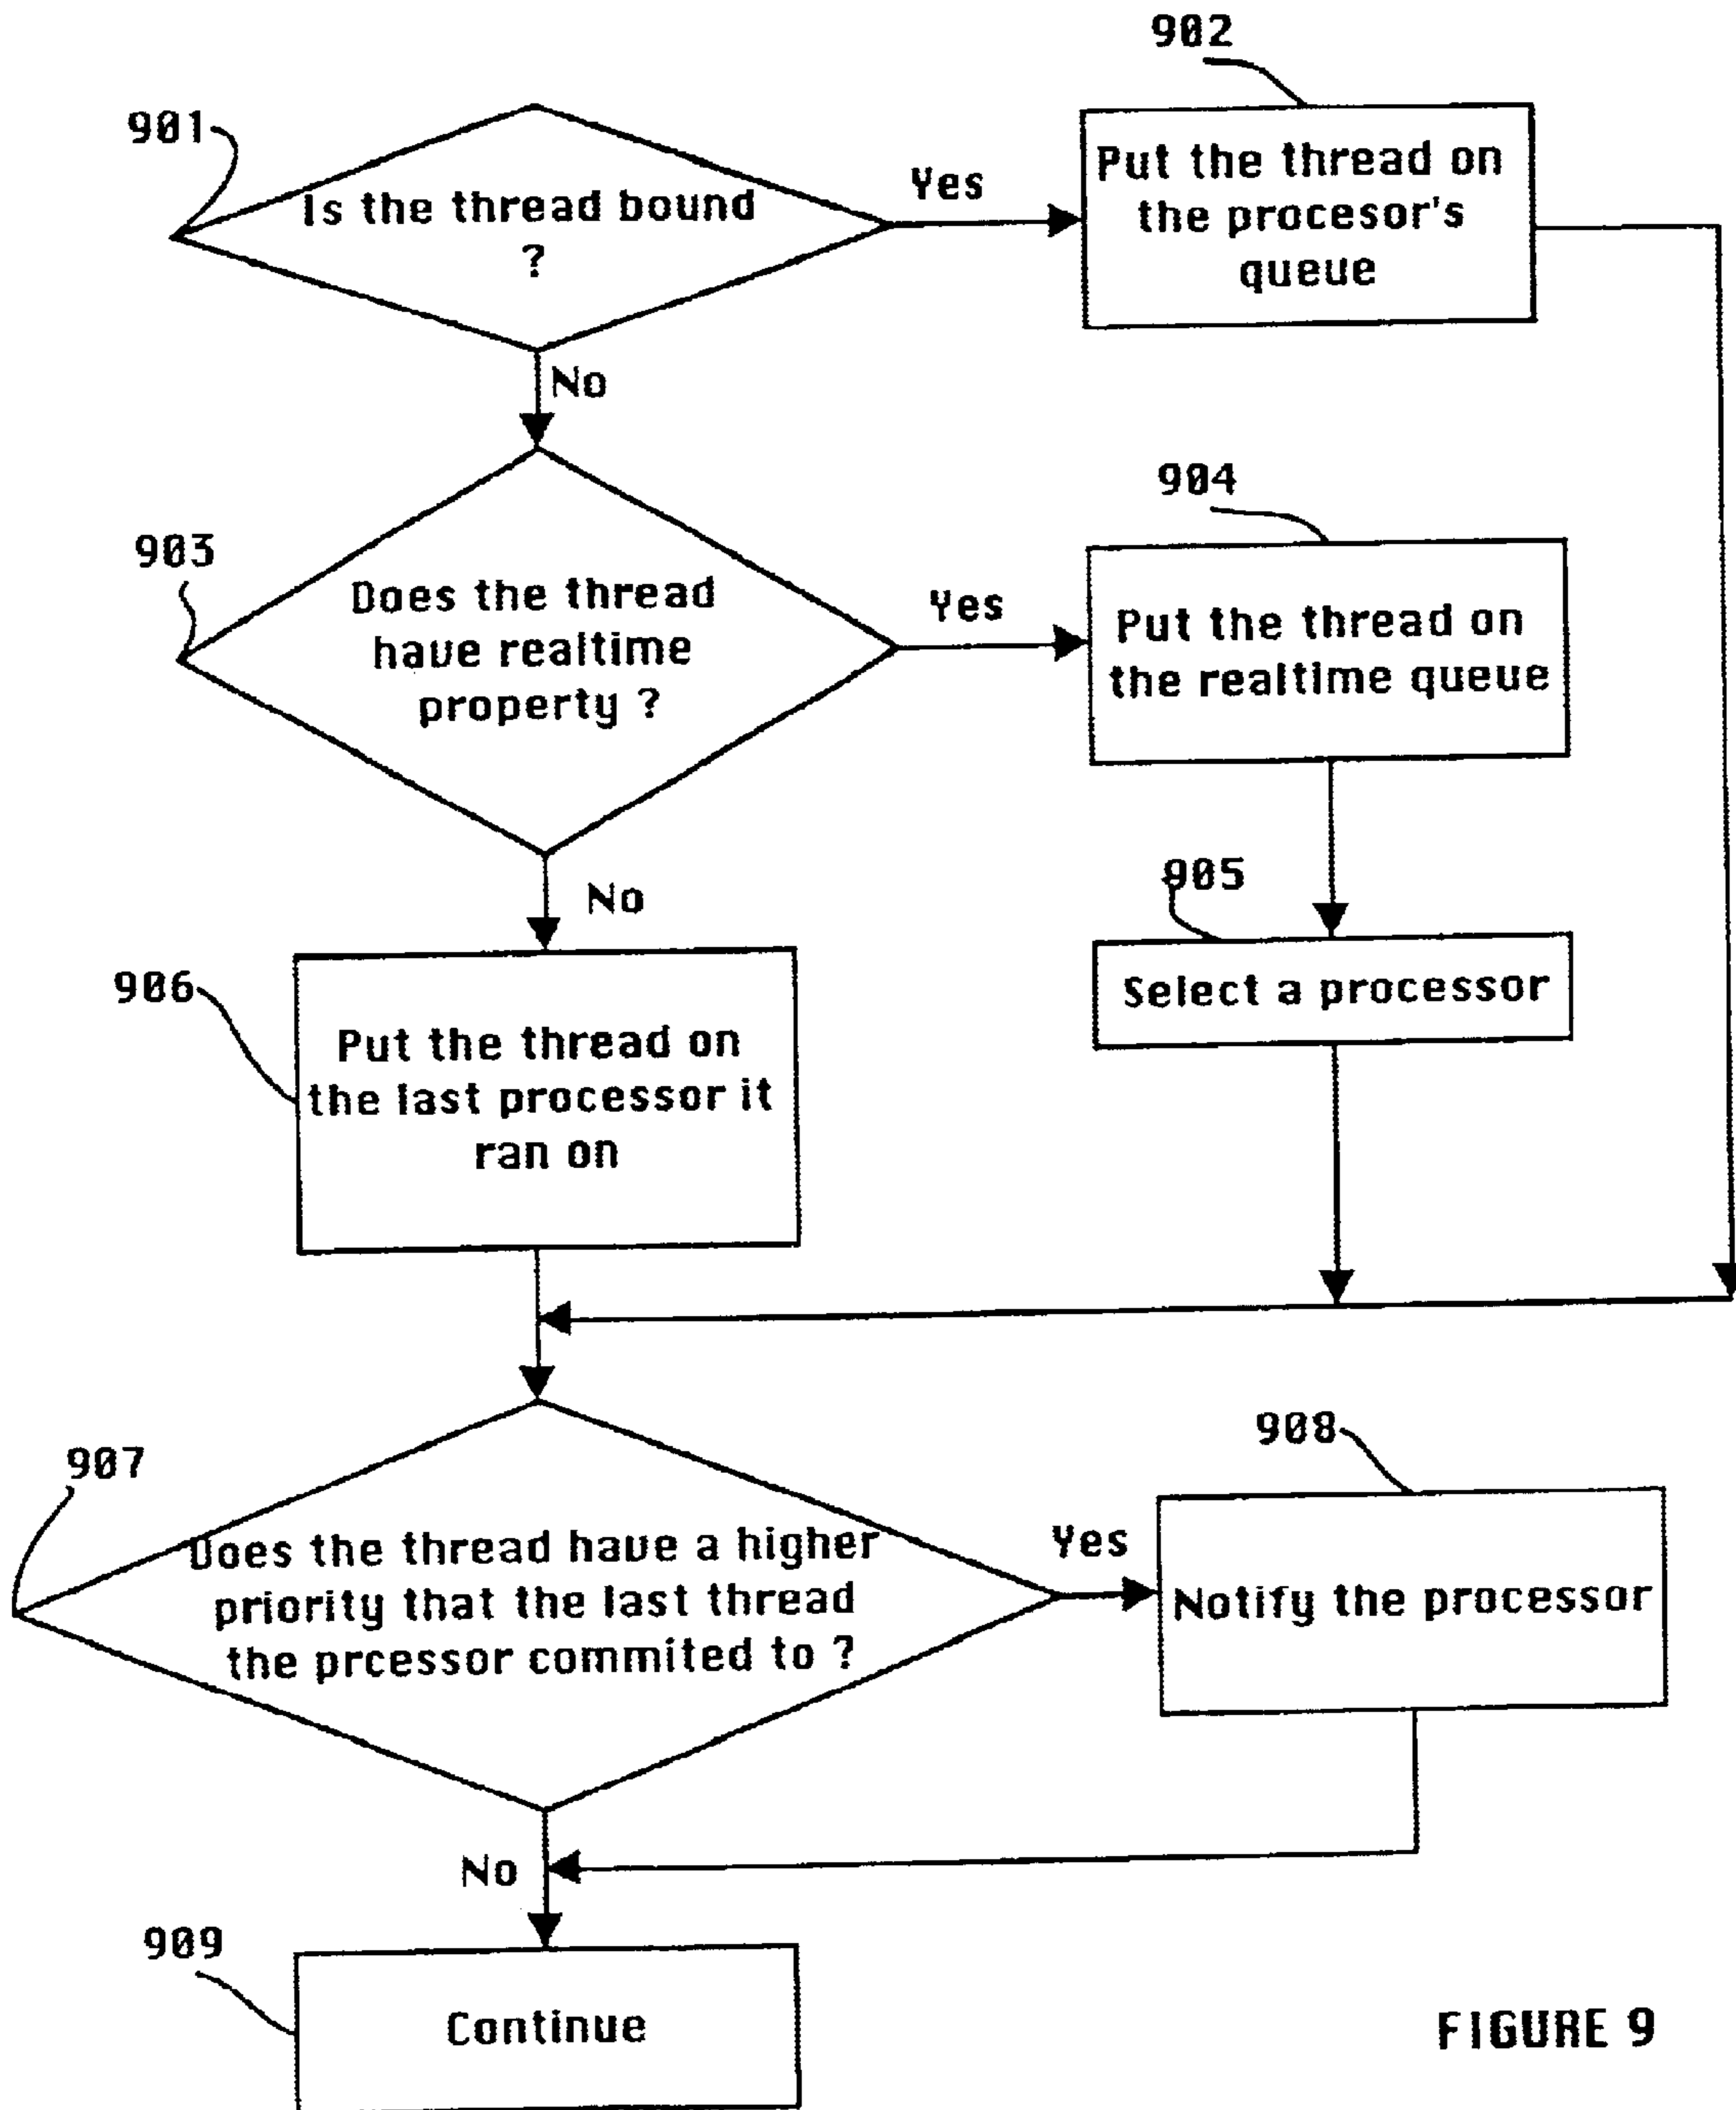 902
901
Is the thread bound
?
Yes
Put the thread on
the procesor's
queue
No
904
903
Does the thread
have realtime
property ?
Yes
Put the thread on
the realtime queue
No
905
Select a processor
906
Put the thread on
the last processor it
ran on
907
908
Does the thread have a higher
priority that the last thread
the prcessor commited to ?
Yes
Notify the processor
No
909
Continue
FIGURE 9